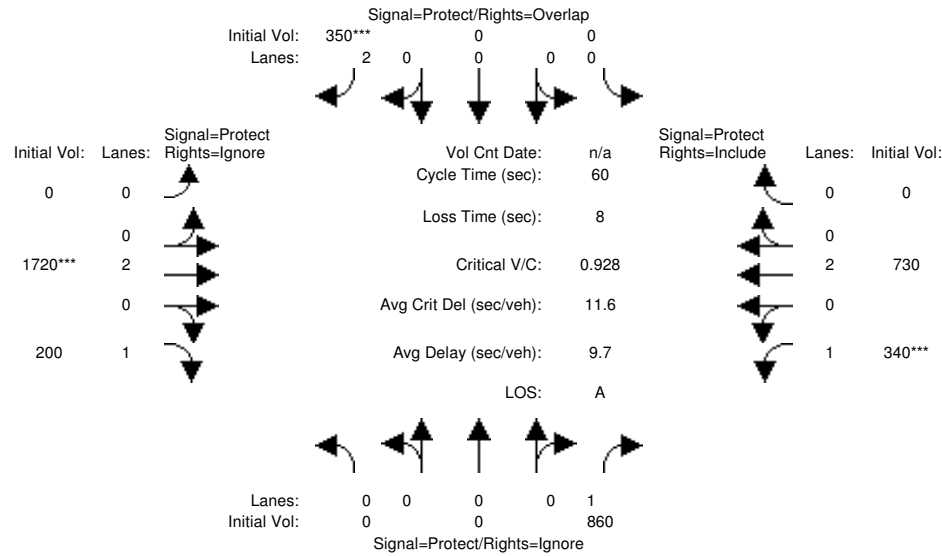 Signal=Protect/Rights=Overlap
Initial Vol: 350*** 0 0
Lanes: 2 0 0 0 0
Signal=Protect
Initial Vol: Lanes: Rights=Ignore
Vol Cnt Date: n/a
Signal=Protect
Rights=Include Lanes: Initial Vol:
Cycle Time (sec): 60
0 0
0 0
Loss Time (sec): 8
0
0
1720*** 2
Critical V/C: 0.928
2 730
0
Avg Crit Del (sec/veh): 11.6
0
200 1
Avg Delay (sec/veh): 9.7
1 340***
LOS: A
Lanes: 0 0 0 0 1
Initial Vol: 0 0 860
Signal=Protect/Rights=Ignore